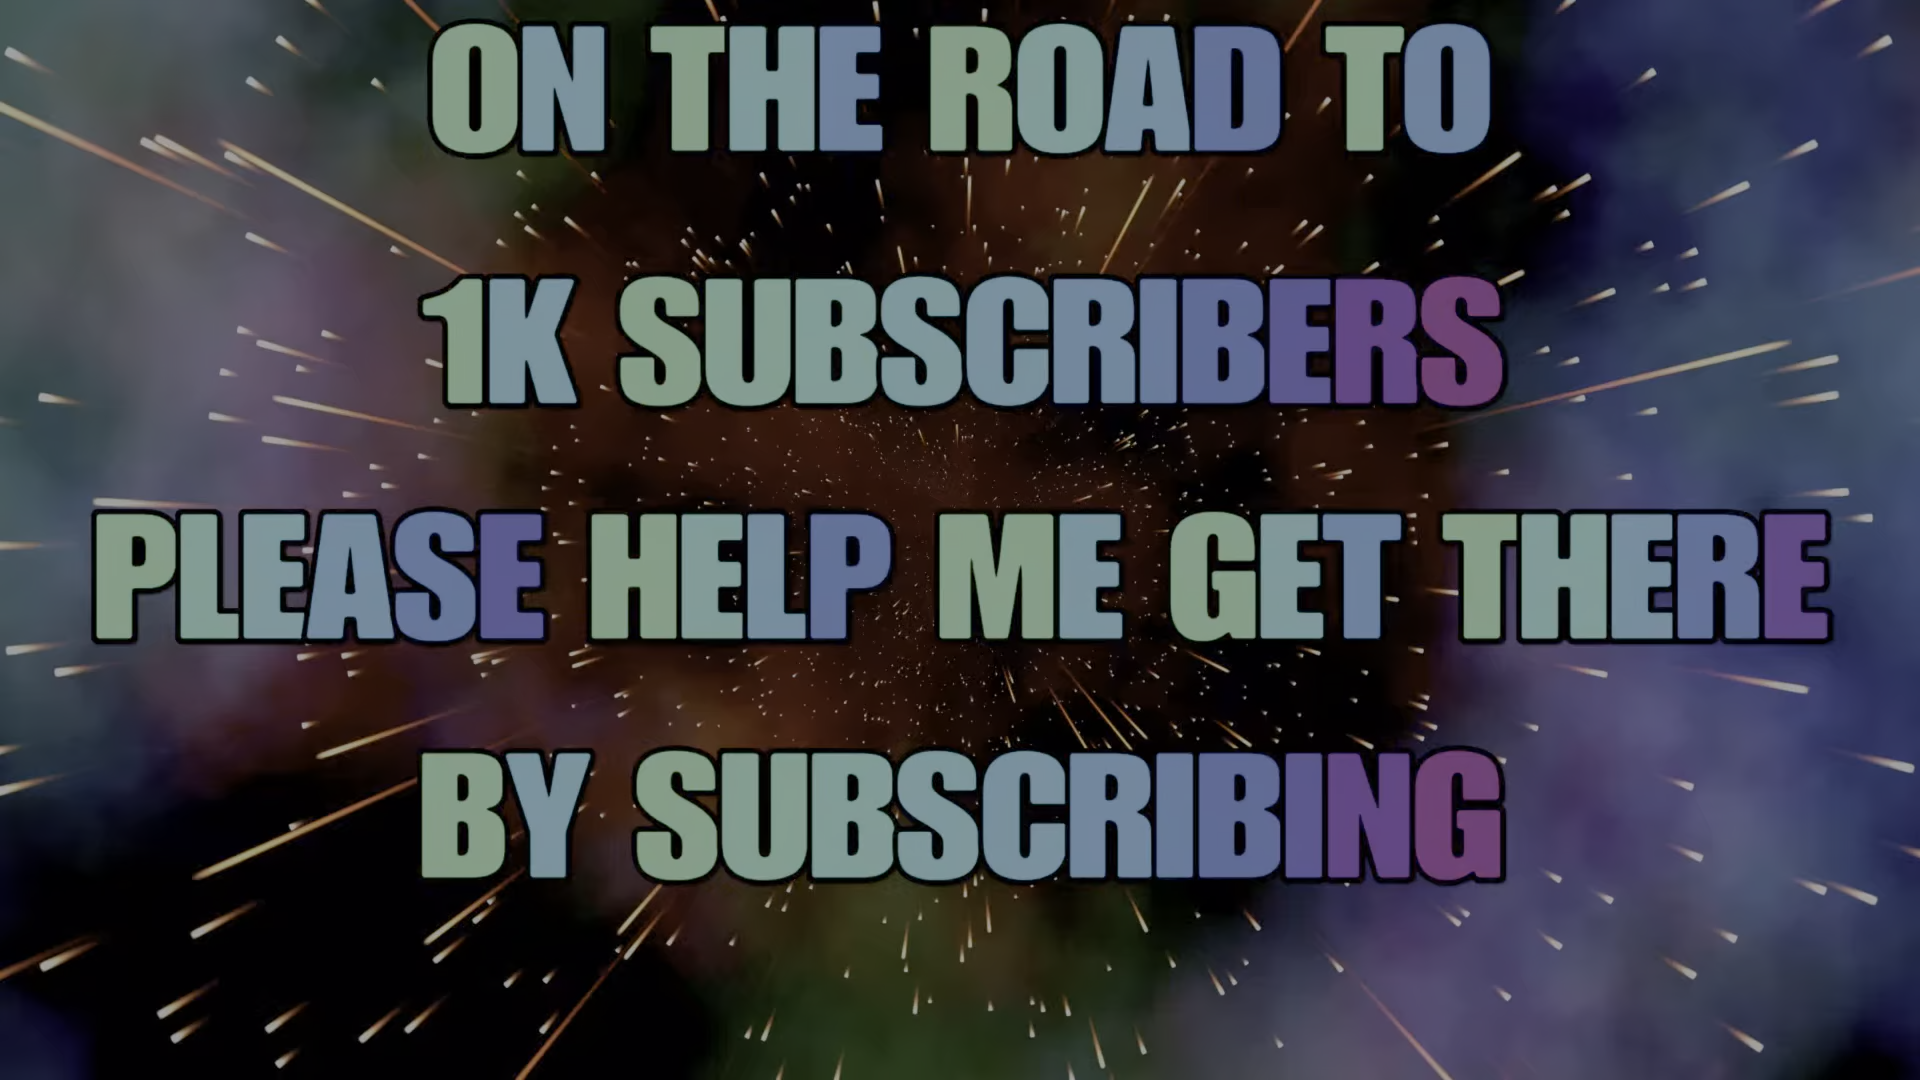 ON THE ROAD TO
1K SUBSCRIBERS
PLEASE HELP ME GET THERE
BY SUBSCRIBING